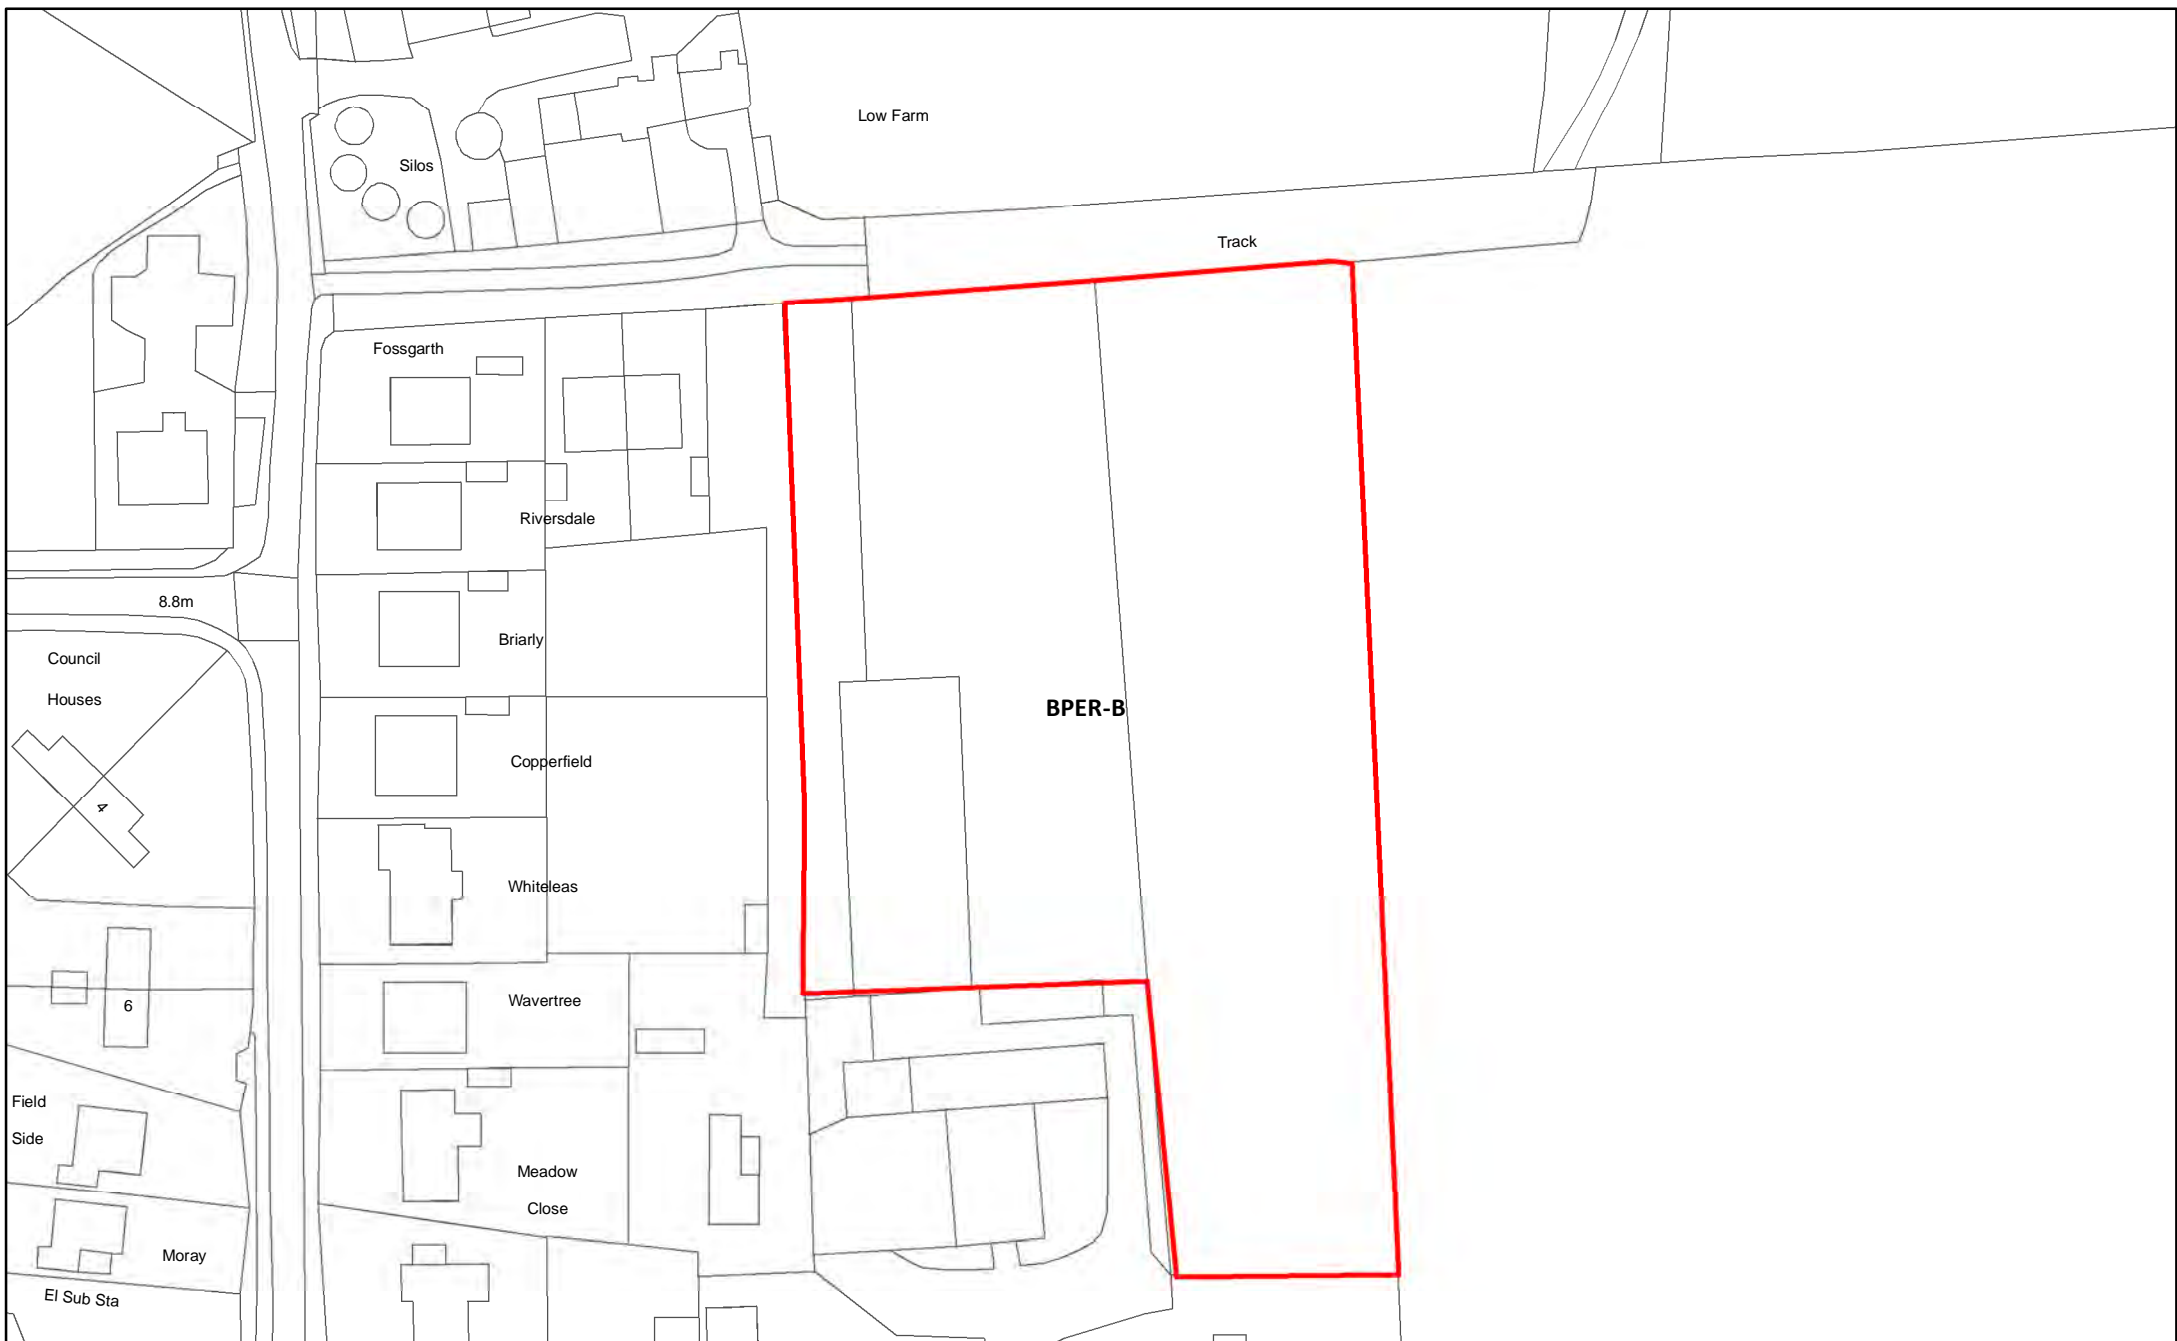 Low Farm
Silos
Track
Fossgarth
Riversdale
8.8m
Briarly
Council
Houses
BPER-B
Copperfield
4
Whiteleas
Wavertree
6
Field
Side
Meadow
Close
Moray
El Sub Sta